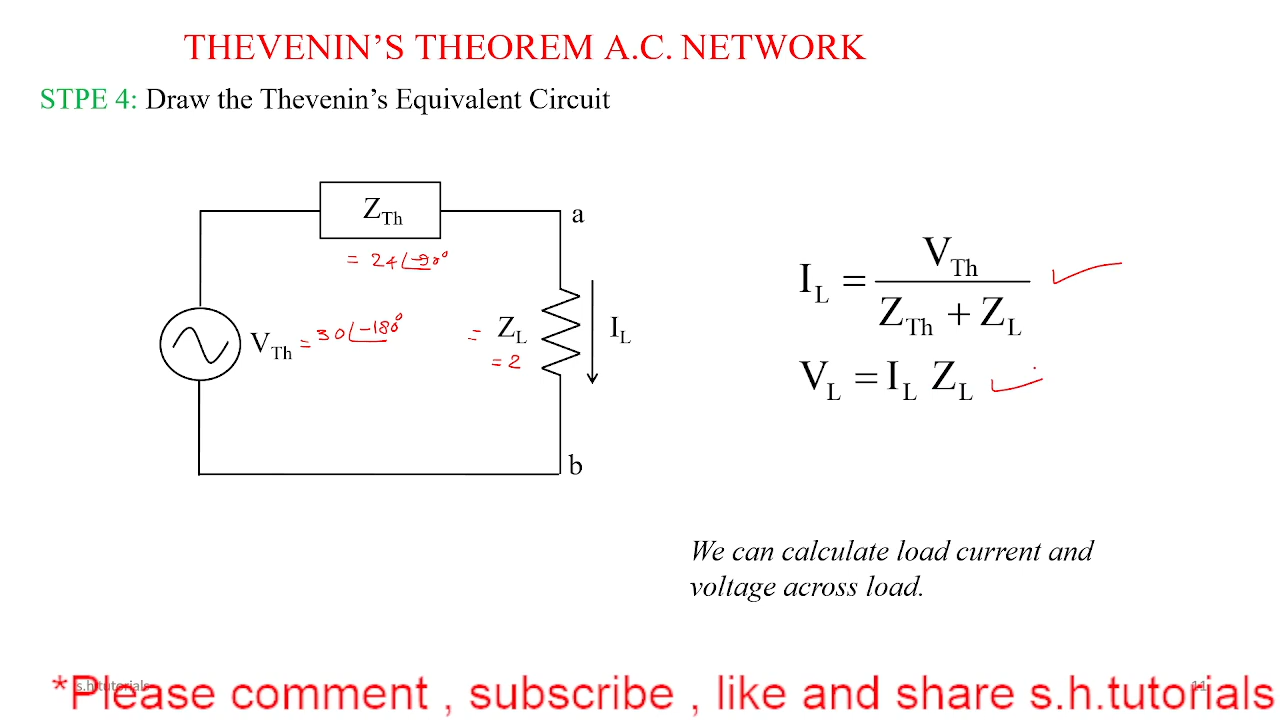 THEVENIN'S THEOREM A.C. NETWORK
STPE 4: Draw the Thevenin's Equivalent Circuit
Z_Th
a
= 24∠-90°
V_Th = 30∠-180°
= Z_L
= 2
I_L
b
I_L = V_Th / (Z_Th + Z_L)
V_L = I_L Z_L
We can calculate load current and
voltage across load.
s.h.tutorials
11
*Please comment , subscribe , like and share s.h.tutorials